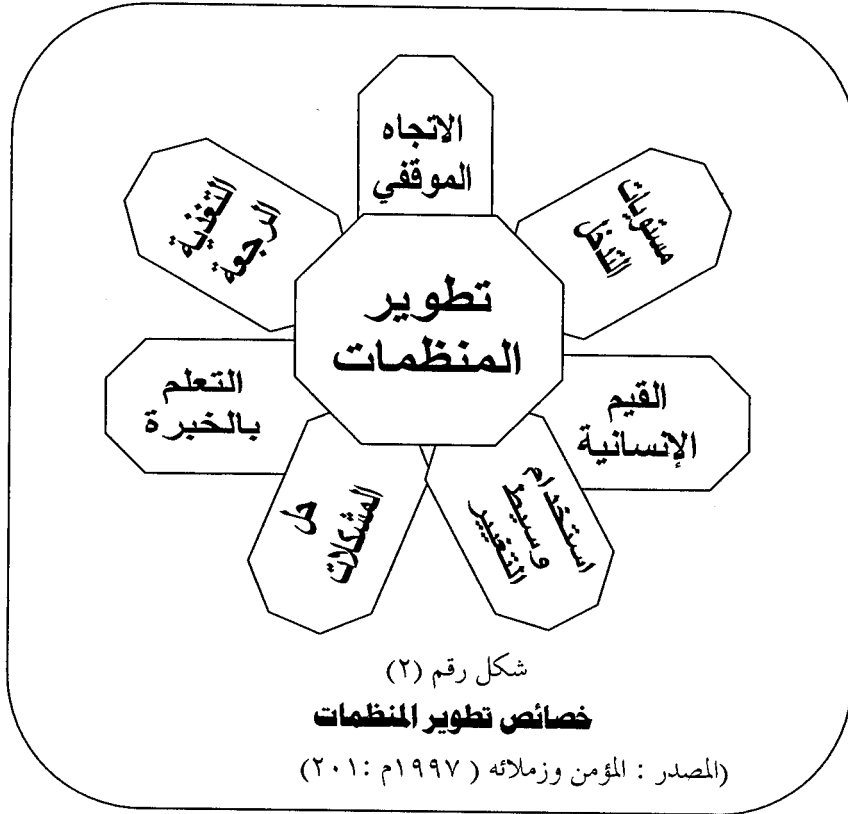 الاتجاه
الموقفي
مستويات
التدخل
القيم
الإنسانية
استخدام
وسيط
التغيير
حل
المشكلات
التعلم
بالخبرة
التغذية
الرجعة
تطوير
المنظمات
شكل رقم (٢)
خصائص تطوير المنظمات
(المصدر : المؤمن وزملائه ( ١٩٩٧م :٢٠١)